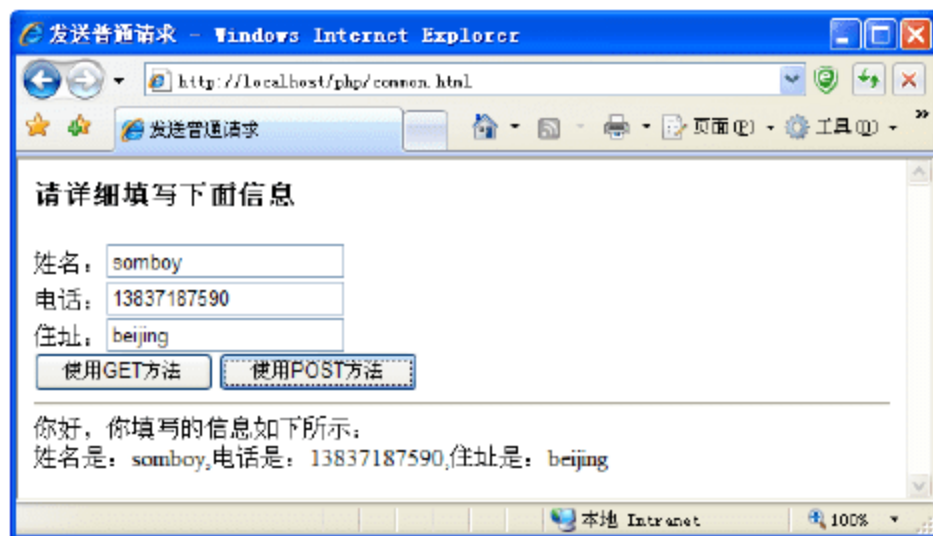 发送普通请求 - Windows Internet Explorer
http://localhost/php/common.html
发送普通请求
页面(P)
工具(O)
»
请详细填写下面信息
姓名：somboy
电话：13837187590
住址：beijing
使用GET方法 使用POST方法
你好，你填写的信息如下所示：
姓名是：somboy,电话是：13837187590,住址是：beijing
本地 Intranet 100%